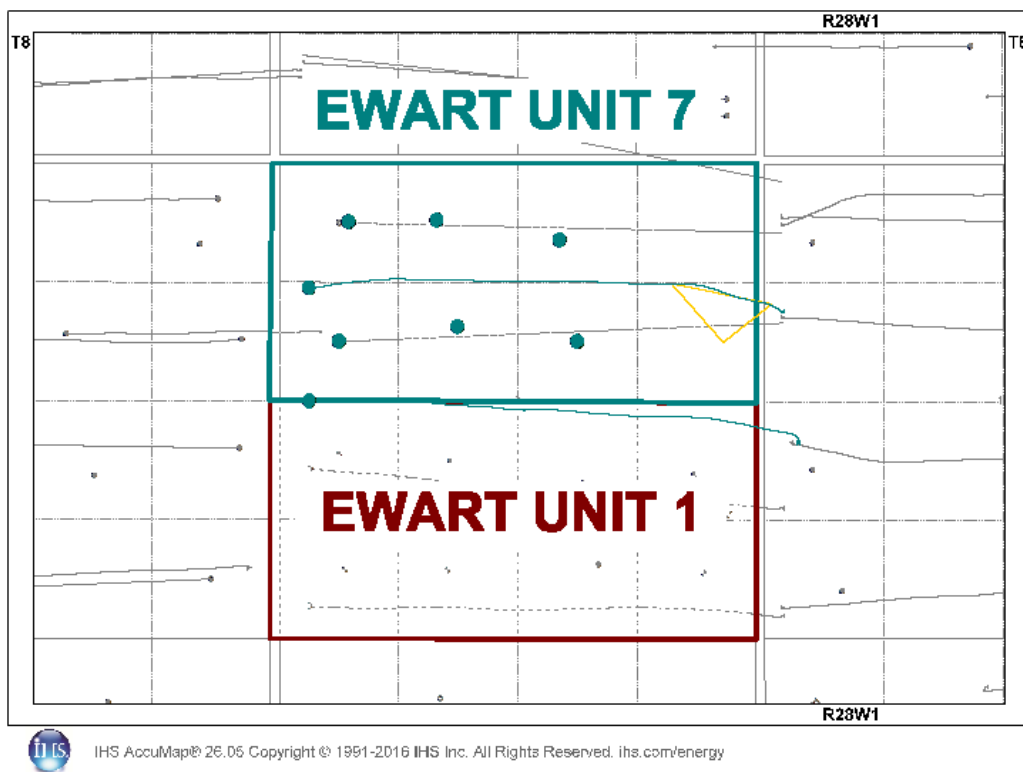 R28W1
T8
T8
EWART UNIT 7
EWART UNIT 1
R28W1
IHS
IHS AccuMap® 26.05 Copyright © 1991-2016 IHS Inc. All Rights Reserved. ihs.com/energy